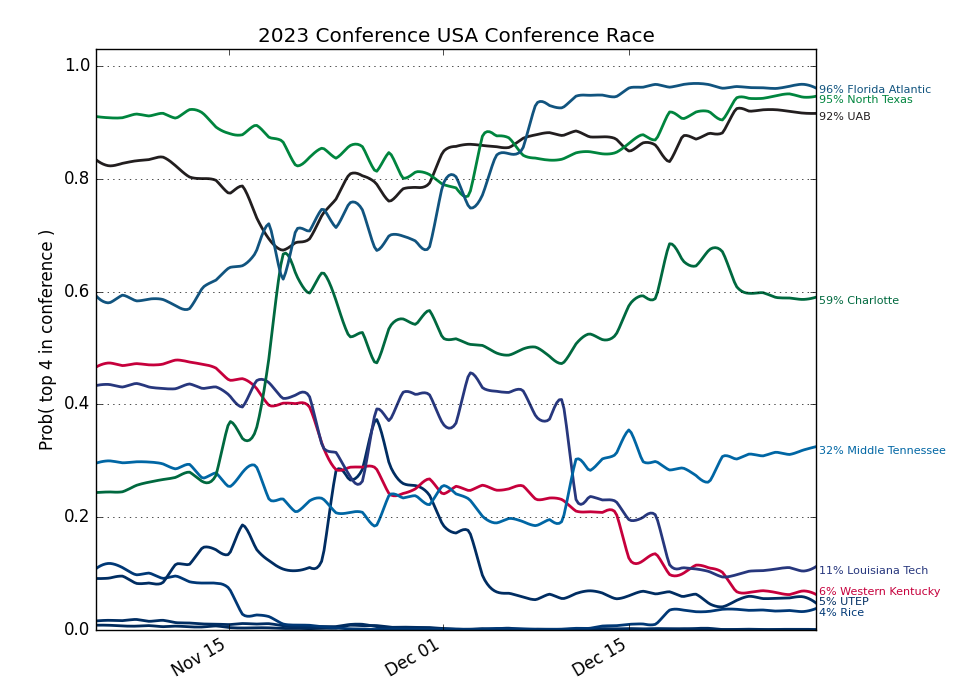 2023 Conference USA Conference Race
1.0
0.8
0.6
0.4
0.2
0.0
Prob( top 4 in conference )
Nov 15
Dec 01
Dec 15
96% Florida Atlantic
95% North Texas
92% UAB
59% Charlotte
32% Middle Tennessee
11% Louisiana Tech
6% Western Kentucky
5% UTEP
4% Rice